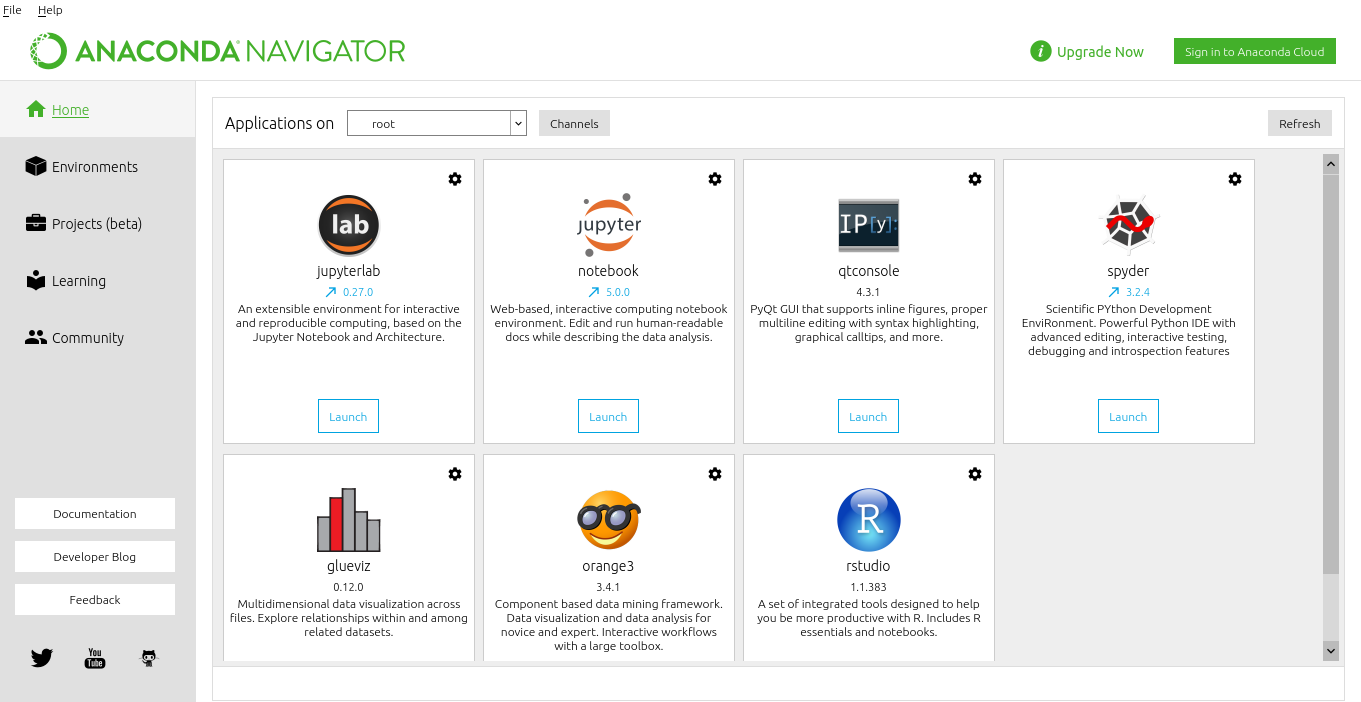 File Help
ANACONDA NAVIGATOR
Upgrade Now
Sign in to Anaconda Cloud
Home
Environments
Projects (beta)
Learning
Community
Documentation
Developer Blog
Feedback
You
Tube
Applications on
root
Channels
Refresh
lab
jupyterlab
0.27.0
An extensible environment for interactive
and reproducible computing, based on the
Jupyter Notebook and Architecture.
Launch
jupyter
notebook
5.0.0
Web-based, interactive computing notebook
environment. Edit and run human-readable
docs while describing the data analysis.
Launch
IP[y]:
qtconsole
4.3.1
PyQt GUI that supports inline figures, proper
multiline editing with syntax highlighting,
graphical calltips, and more.
Launch
spyder
3.2.4
Scientific PYthon Development
EnviRonment. Powerful Python IDE with
advanced editing, interactive testing,
debugging and introspection features
Launch
glueviz
0.12.0
Multidimensional data visualization across
files. Explore relationships within and among
related datasets.
orange3
3.4.1
Component based data mining framework.
Data visualization and data analysis for
novice and expert. Interactive workflows
with a large toolbox.
R
rstudio
1.1.383
A set of integrated tools designed to help
you be more productive with R. Includes R
essentials and notebooks.